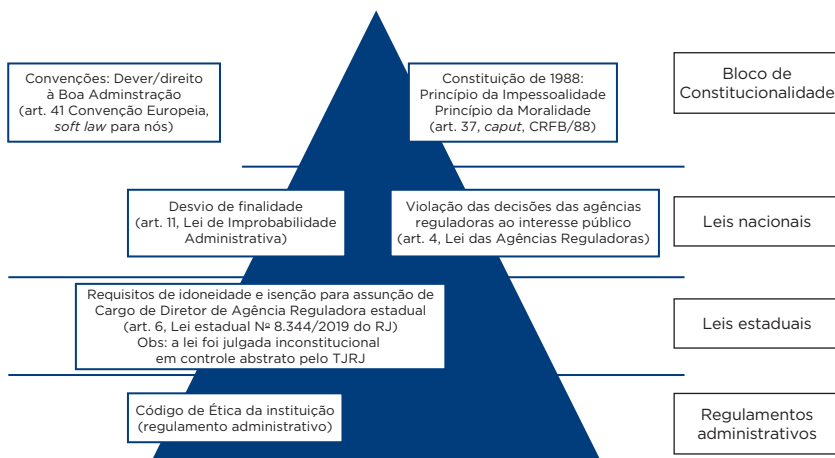 Convenções: Dever/direito
à Boa Adminstração
(art. 41 Convenção Europeia,
soft law para nós)
Constituição de 1988:
Princípio da Impessoalidade
Princípio da Moralidade
(art. 37, caput, CRFB/88)
Bloco de
Constitucionalidade
Desvio de finalidade
(art. 11, Lei de Improbabilidade
Administrativa)
Violação das decisões das agências
reguladoras ao interesse público
(art. 4, Lei das Agências Reguladoras)
Leis nacionais
Requisitos de idoneidade e isenção para assunção de
Cargo de Diretor de Agência Reguladora estadual
(art. 6, Lei estadual Nº 8.344/2019 do RJ)
Obs: a lei foi julgada inconstitucional
em controle abstrato pelo TJRJ
Leis estaduais
Código de Ética da instituição
(regulamento administrativo)
Regulamentos
administrativos